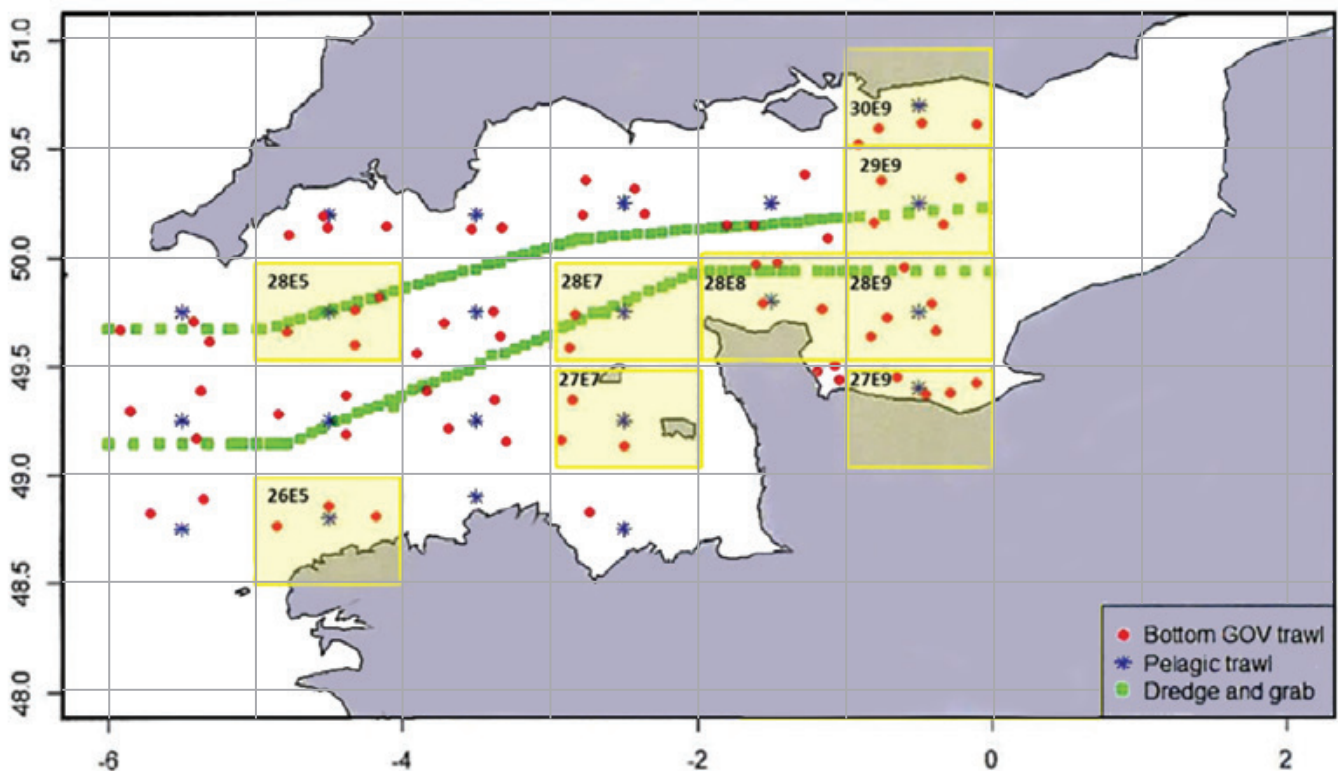 51.0
50.5
50.0
49.5
49.0
48.5
48.0
30E9
29E9
28E5
28E7
28E8
28E9
27E7
27E9
26E5
Bottom GOV trawl
Pelagic trawl
Dredge and grab
-6
-4
-2
0
2